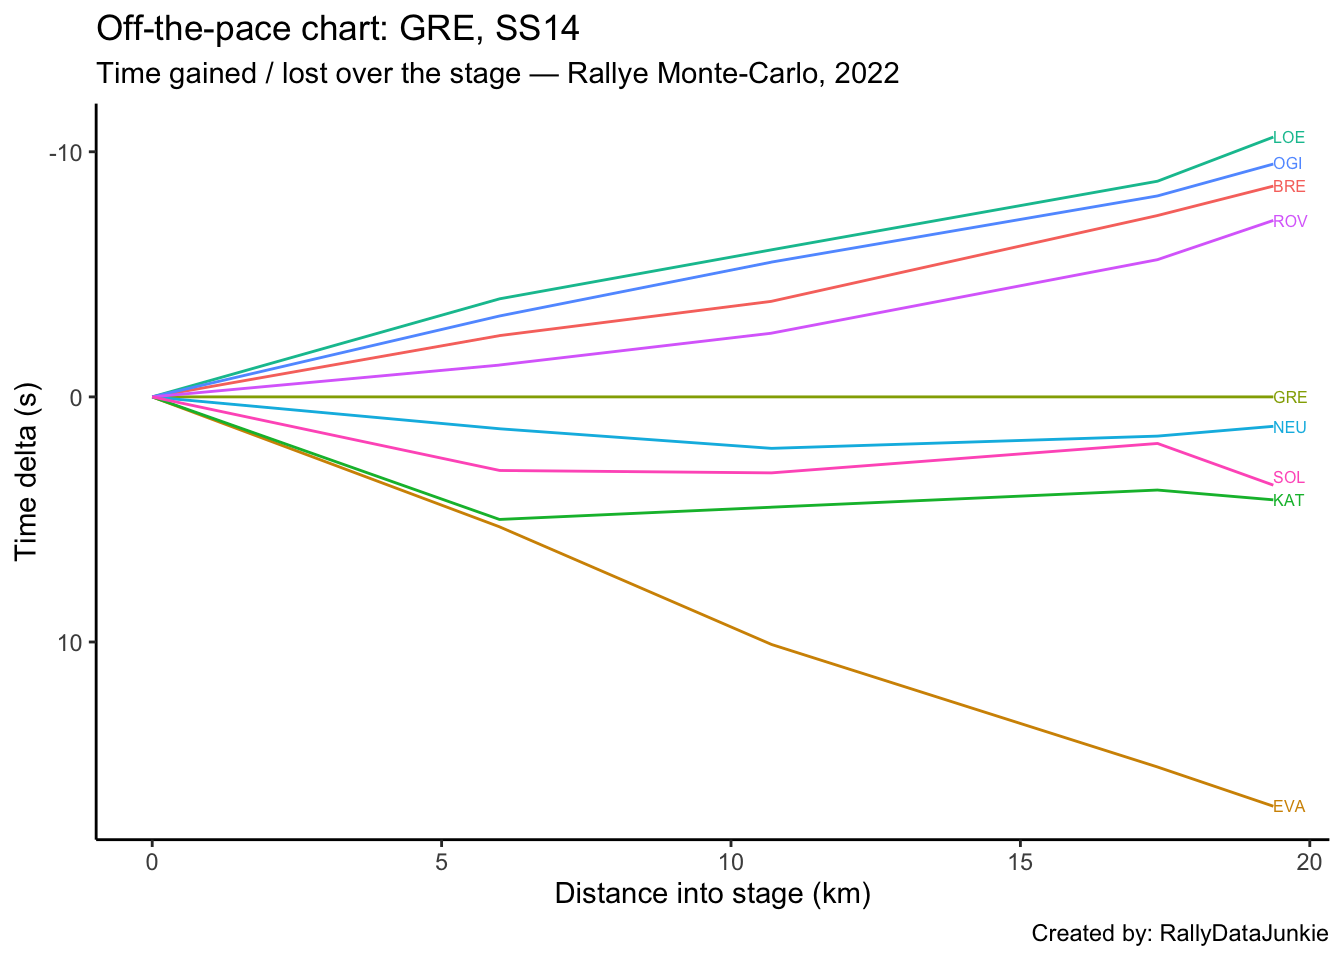 Off-the-pace chart: GRE, SS14
Time gained / lost over the stage — Rallye Monte-Carlo, 2022
Time delta (s)
-10
0
10
LOE
OGI
BRE
ROV
GRE
NEU
SOL
KAT
EVA
0 5 10 15 20
Distance into stage (km)
Created by: RallyDataJunkie